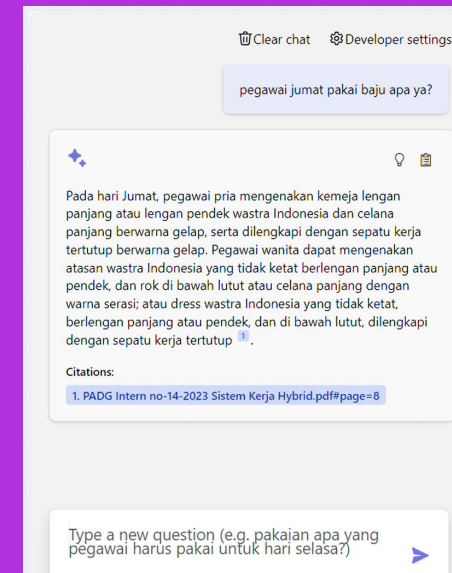 Clear chat Developer settings
pegawai jumat pakai baju apa ya?
Pada hari Jumat, pegawai pria mengenakan kemeja lengan
panjang atau lengan pendek wastra Indonesia dan celana
panjang berwarna gelap, serta dilengkapi dengan sepatu kerja
tertutup berwarna gelap. Pegawai wanita dapat mengenakan
atasan wastra Indonesia yang tidak ketat berlengan panjang atau
pendek, dan rok di bawah lutut atau celana panjang dengan
warna serasi; atau dress wastra Indonesia yang tidak ketat,
berlengan panjang atau pendek, dan di bawah lutut, dilengkapi
dengan sepatu kerja tertutup 1.
Citations:
1. PADG Intern no-14-2023 Sistem Kerja Hybrid.pdf#page=8
Type a new question (e.g. pakaian apa yang
pegawai harus pakai untuk hari selasa?)